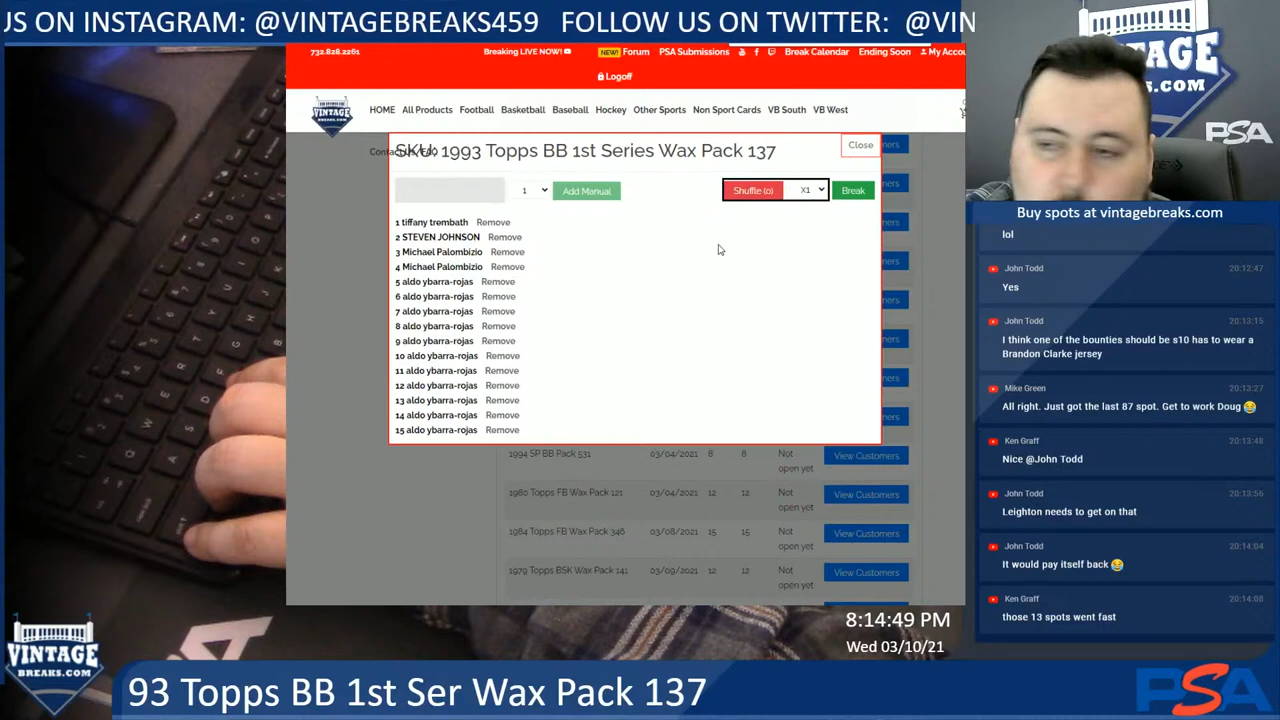 US ON INSTAGRAM: @VINTAGEBREAKS459 FOLLOW US ON TWITTER: @VIN
732.828.2261 Breaking LIVE NOW! NEW! Forum PSA Submissions Break Calendar Ending Soon My Accou
Logoff
VINTAGE
HOME All Products Football Basketball Baseball Hockey Other Sports Non Sport Cards VB South VB West
SKU: 1993 Topps BB 1st Series Wax Pack 137 Close
1 Add Manual Shuffle (0) X1 Break
1 tiffany trembath Remove
2 STEVEN JOHNSON Remove
3 Michael Palombizio Remove
4 Michael Palombizio Remove
5 aldo ybarra-rojas Remove
6 aldo ybarra-rojas Remove
7 aldo ybarra-rojas Remove
8 aldo ybarra-rojas Remove
9 aldo ybarra-rojas Remove
10 aldo ybarra-rojas Remove
11 aldo ybarra-rojas Remove
12 aldo ybarra-rojas Remove
13 aldo ybarra-rojas Remove
14 aldo ybarra-rojas Remove
15 aldo ybarra-rojas Remove
1994 SP BB Pack 531 03/04/2021 8 8 Not open yet View Customers
1980 Topps FB Wax Pack 121 03/04/2021 12 12 Not open yet View Customers
1984 Topps FB Wax Pack 346 03/08/2021 15 15 Not open yet View Customers
1979 Topps BSK Wax Pack 141 03/09/2021 12 12 Not open yet View Customers
PSA
Buy spots at vintagebreaks.com
lol
John Todd 20:12:47
Yes
John Todd 20:13:15
I think one of the bounties should be s10 has to wear a
Brandon Clarke jersey
Mike Green 20:13:27
All right. Just got the last 87 spot. Get to work Doug 😂
Ken Graff 20:13:48
Nice @John Todd
John Todd 20:13:56
Leighton needs to get on that
John Todd 20:14:04
It would pay itself back 😂
Ken Graff 20:14:08
those 13 spots went fast
8:14:49 PM
Wed 03/10/21
VINTAGE
BREAKS.COM
93 Topps BB 1st Ser Wax Pack 137
PSA